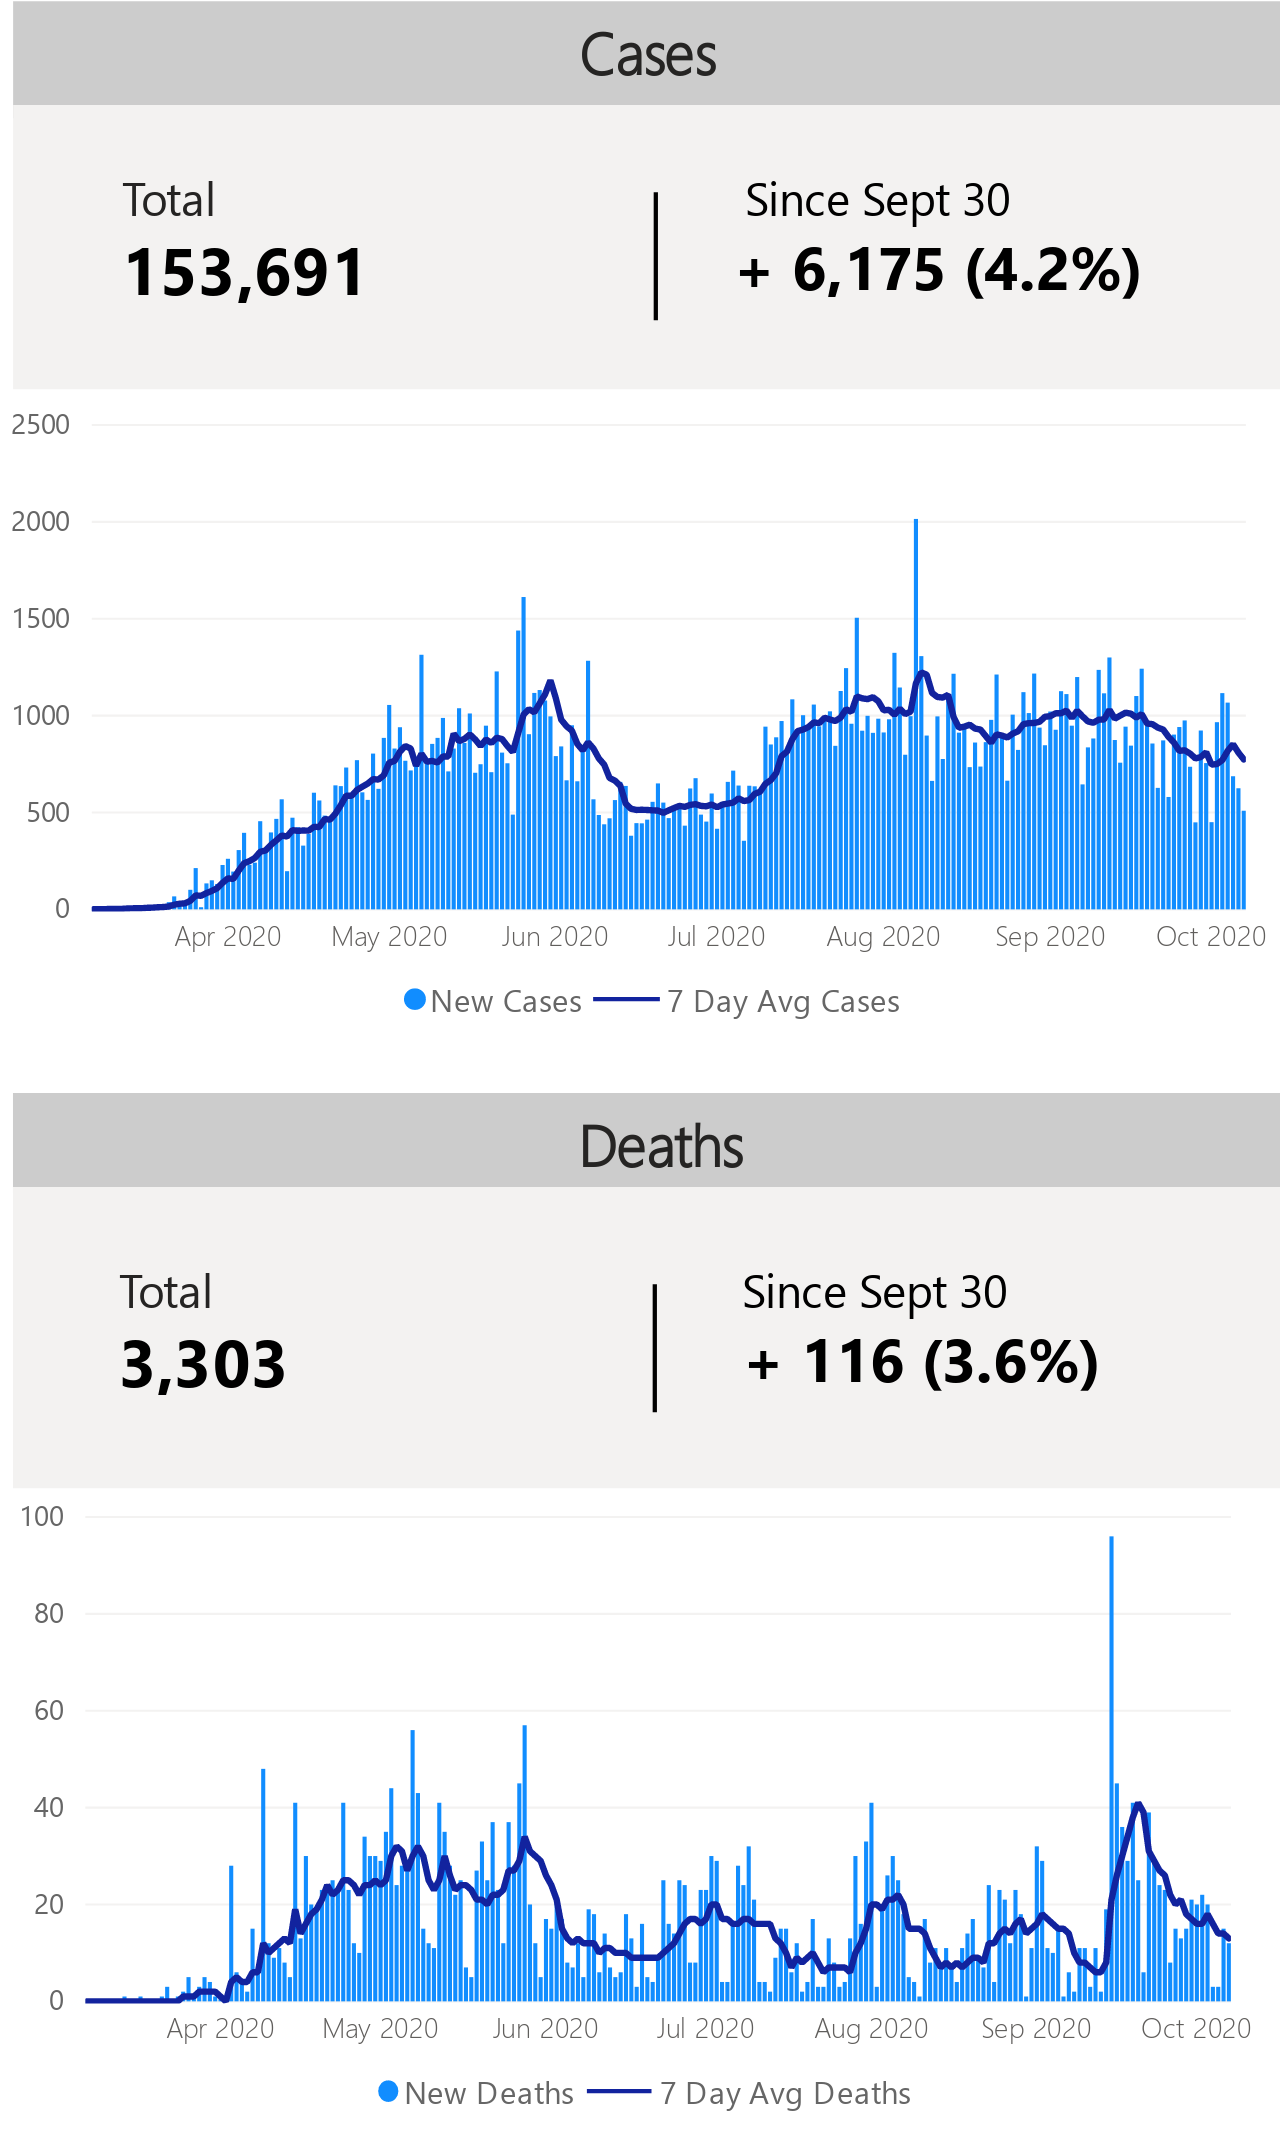 Cases
Total
Since Sept 30
153,691
+ 6,175 (4.2%)
2500
2000
1500
1000
500
0
Apr 2020
May 2020
Jun 2020
Jul 2020
Aug 2020
Sep 2020
Oct 2020
New Cases
7 Day Avg Cases
Deaths
Total
Since Sept 30
3,303
+ 116 (3.6%)
100
80
60
40
20
0
Apr 2020
May 2020
Jun 2020
Jul 2020
Aug 2020
Sep 2020
Oct 2020
New Deaths
7 Day Avg Deaths